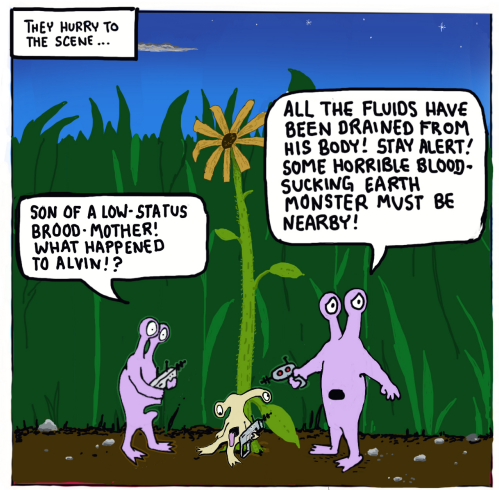 THEY HURRY TO
THE SCENE...
ALL THE FLUIDS HAVE
BEEN DRAINED FROM
HIS BODY! STAY ALERT!
SOME HORRIBLE BLOOD-
SUCKING EARTH
MONSTER MUST BE
NEARBY!
SON OF A LOW-STATUS
BROOD-MOTHER!
WHAT HAPPENED
TO ALVIN!?